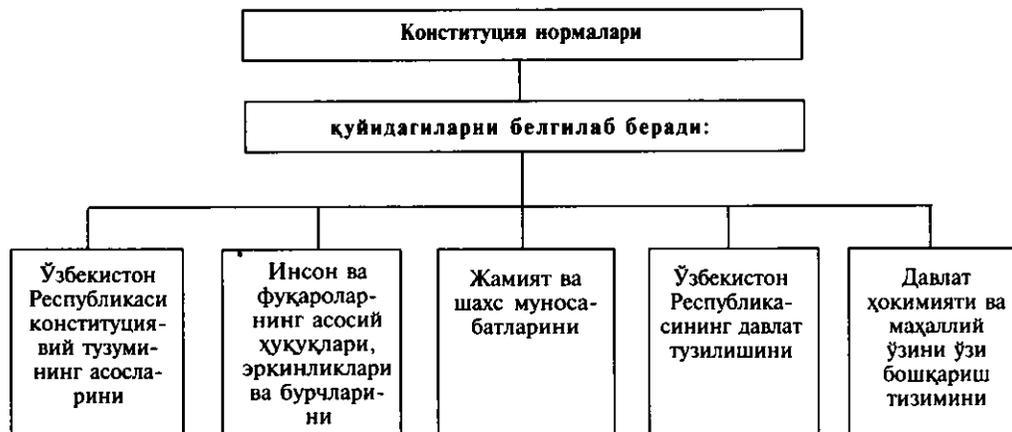 Конституция нормалари
қуйидагиларни белгилаб беради:
Ўзбекистон
Республикаси
конституция-
вий тузуми-
нинг асосла-
рини
Инсон ва
фуқаролар-
нинг асосий
ҳуқуқлари,
эркинликлари
ва бурчлари-
ни
Жамият ва
шахс муноса-
батларини
Ўзбекистон
Республика-
сининг давлат
тузилишини
Давлат
ҳокимияти ва
маҳаллий
ўзини ўзи
бошқариш
тизимини